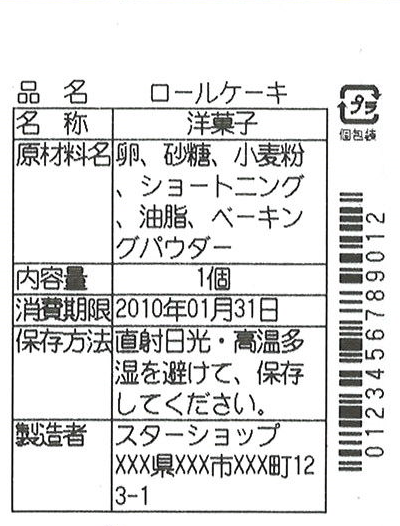 品名 ロールケーキ
プラ
個包装
名称 洋菓子
原材料名 卵、砂糖、小麦粉
、ショートニング
、油脂、ベーキン
グパウダー
内容量 1個
消費期限 2010年01月31日
保存方法 直射日光・高温多
湿を避けて、保存
してください。
製造者 スターショップ
XXX県XXX市XXX町12
3-1
0123456789012